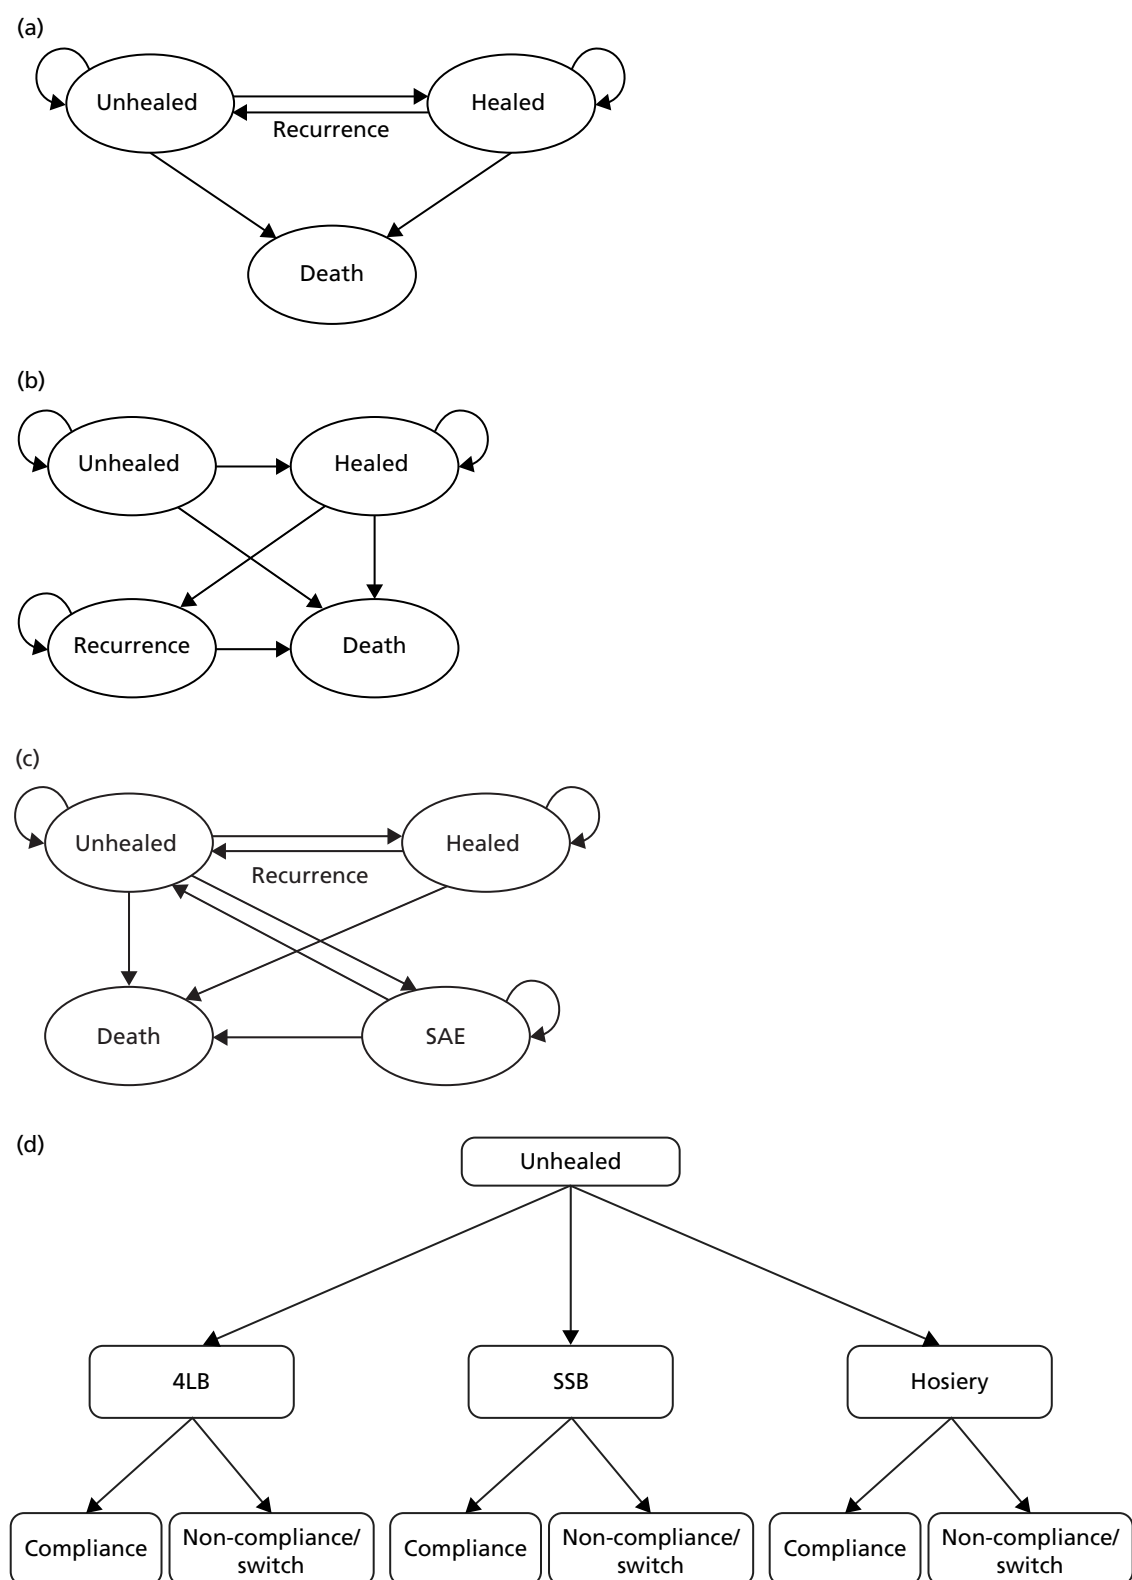 (a)
Unhealed
Healed
Recurrence
Death
(b)
Unhealed
Healed
Recurrence
Death
(c)
Unhealed
Healed
Recurrence
Death
SAE
(d)
Unhealed
4LB
SSB
Hosiery
Compliance
Non-compliance/
switch
Compliance
Non-compliance/
switch
Compliance
Non-compliance/
switch